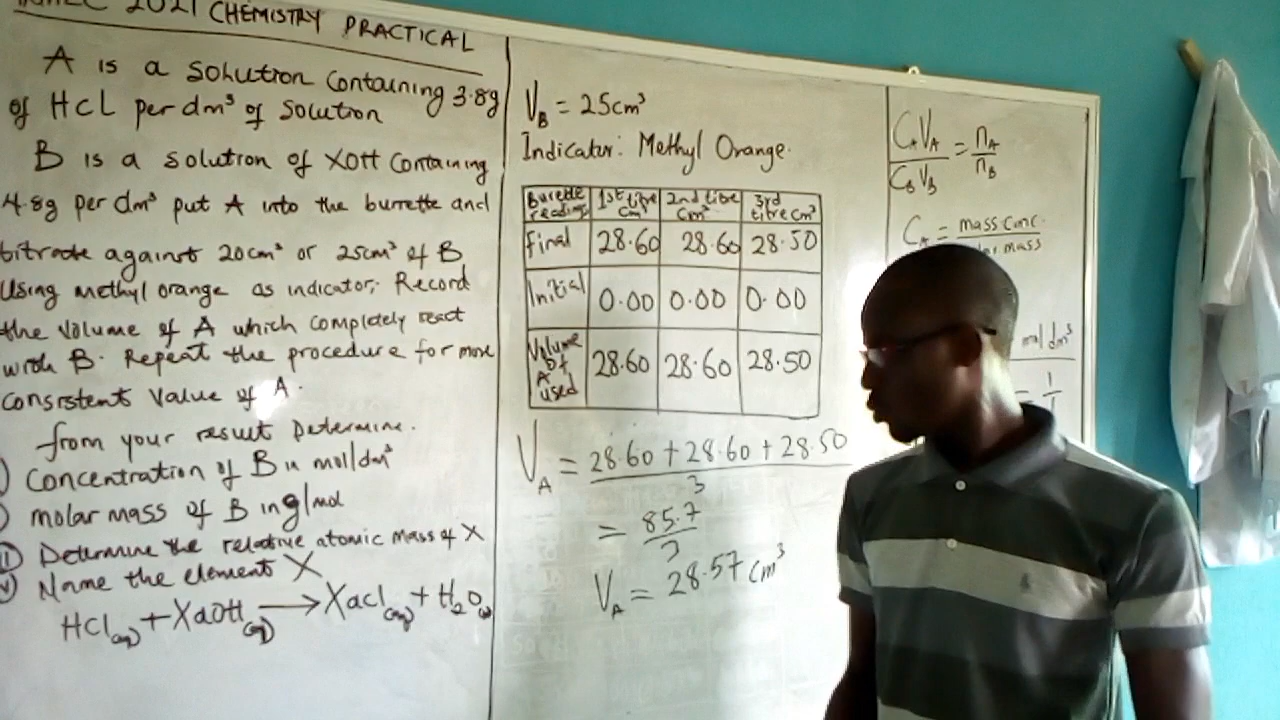 2021 CHEMISTRY PRACTICAL
A is a solution containing 3.8g
of HCL per dm³ of solution
B is a solution of XOH containing
4.8g per dm³ put A into the burrette and
titrate against 20cm³ or 25cm³ of B
Using methyl orange as indicator; Record
the volume of A which completely react
with B. Repeat the procedure for more
consistent value of A.
from your result Determine.
Concentration of B in mol/dm³
molar mass of B in g/mol
Determine the relative atomic mass of X
Name the element X
HCl(aq) + XaOH(aq) → Xacl(aq) + H₂O
V_B = 25cm³
Indicator: Methyl Orange.
Burette reading 1st titre cm³ 2nd titre cm³ 3rd titre cm³
final 28.60 28.60 28.50
Initial 0.00 0.00 0.00
Volume of A used 28.60 28.60 28.50
V_A = 28.60 + 28.60 + 28.50
3
= 85.7
3
V_A = 28.57 cm³
C_A V_A = n_A
C_B V_B n_B
C_A = mass conc.
mass
mol dm³
= 1
1